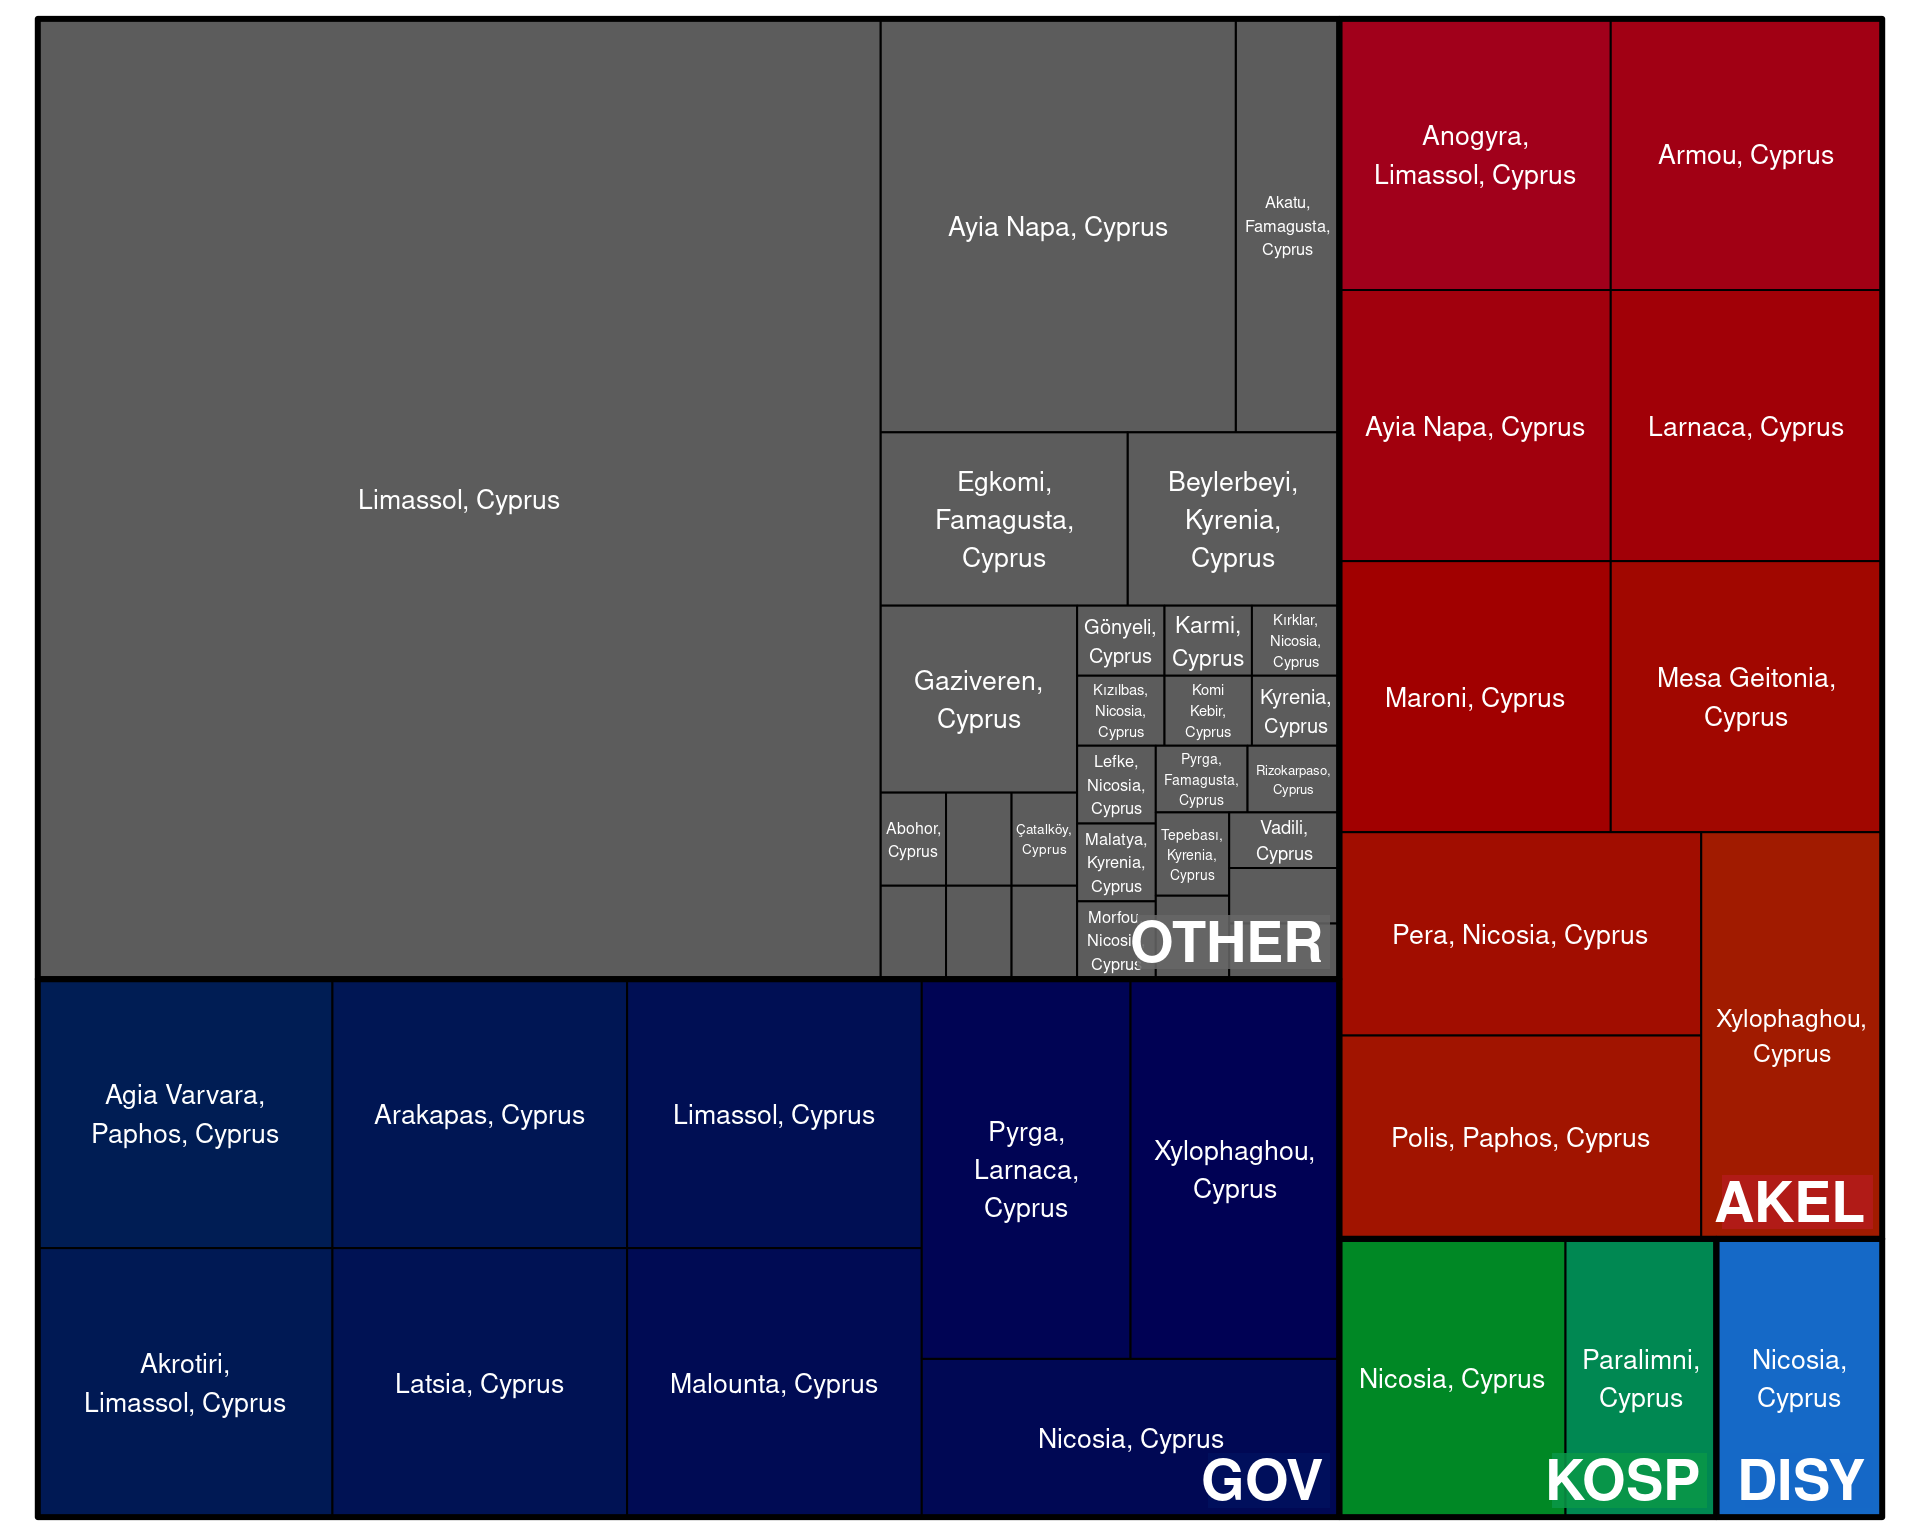 Limassol, Cyprus
Ayia Napa, Cyprus
Akatu,
Famagusta,
Cyprus
Egkomi,
Famagusta,
Cyprus
Beylerbeyi,
Kyrenia,
Cyprus
Gaziveren,
Cyprus
Gönyeli,
Cyprus
Karmi,
Cyprus
Kırklar,
Nicosia,
Cyprus
Kızılbas,
Nicosia,
Cyprus
Komi
Kebir,
Cyprus
Kyrenia,
Cyprus
Lefke,
Nicosia,
Cyprus
Pyrga,
Famagusta,
Cyprus
Rizokarpaso,
Cyprus
Abohor,
Cyprus
Çatalköy,
Cyprus
Malatya,
Kyrenia,
Cyprus
Tepebası,
Kyrenia,
Cyprus
Vadili,
Cyprus
Morfou,
Nicosia,
Cyprus
OTHER
Anogyra,
Limassol, Cyprus
Armou, Cyprus
Ayia Napa, Cyprus
Larnaca, Cyprus
Maroni, Cyprus
Mesa Geitonia,
Cyprus
Pera, Nicosia, Cyprus
Polis, Paphos, Cyprus
Xylophaghou,
Cyprus
AKEL
Agia Varvara,
Paphos, Cyprus
Arakapas, Cyprus
Limassol, Cyprus
Pyrga,
Larnaca,
Cyprus
Xylophaghou,
Cyprus
Akrotiri,
Limassol, Cyprus
Latsia, Cyprus
Malounta, Cyprus
Nicosia, Cyprus
GOV
Nicosia, Cyprus
Paralimni,
Cyprus
KOSP
Nicosia,
Cyprus
DISY